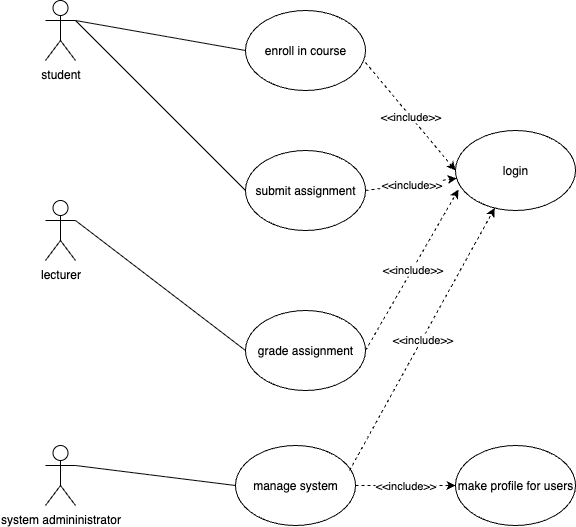 enroll in course
student
<<include>>
login
submit assignment
<<include>>
lecturer
<<include>>
<<include>>
grade assignment
manage system
<<include>>
make profile for users
system admininistrator